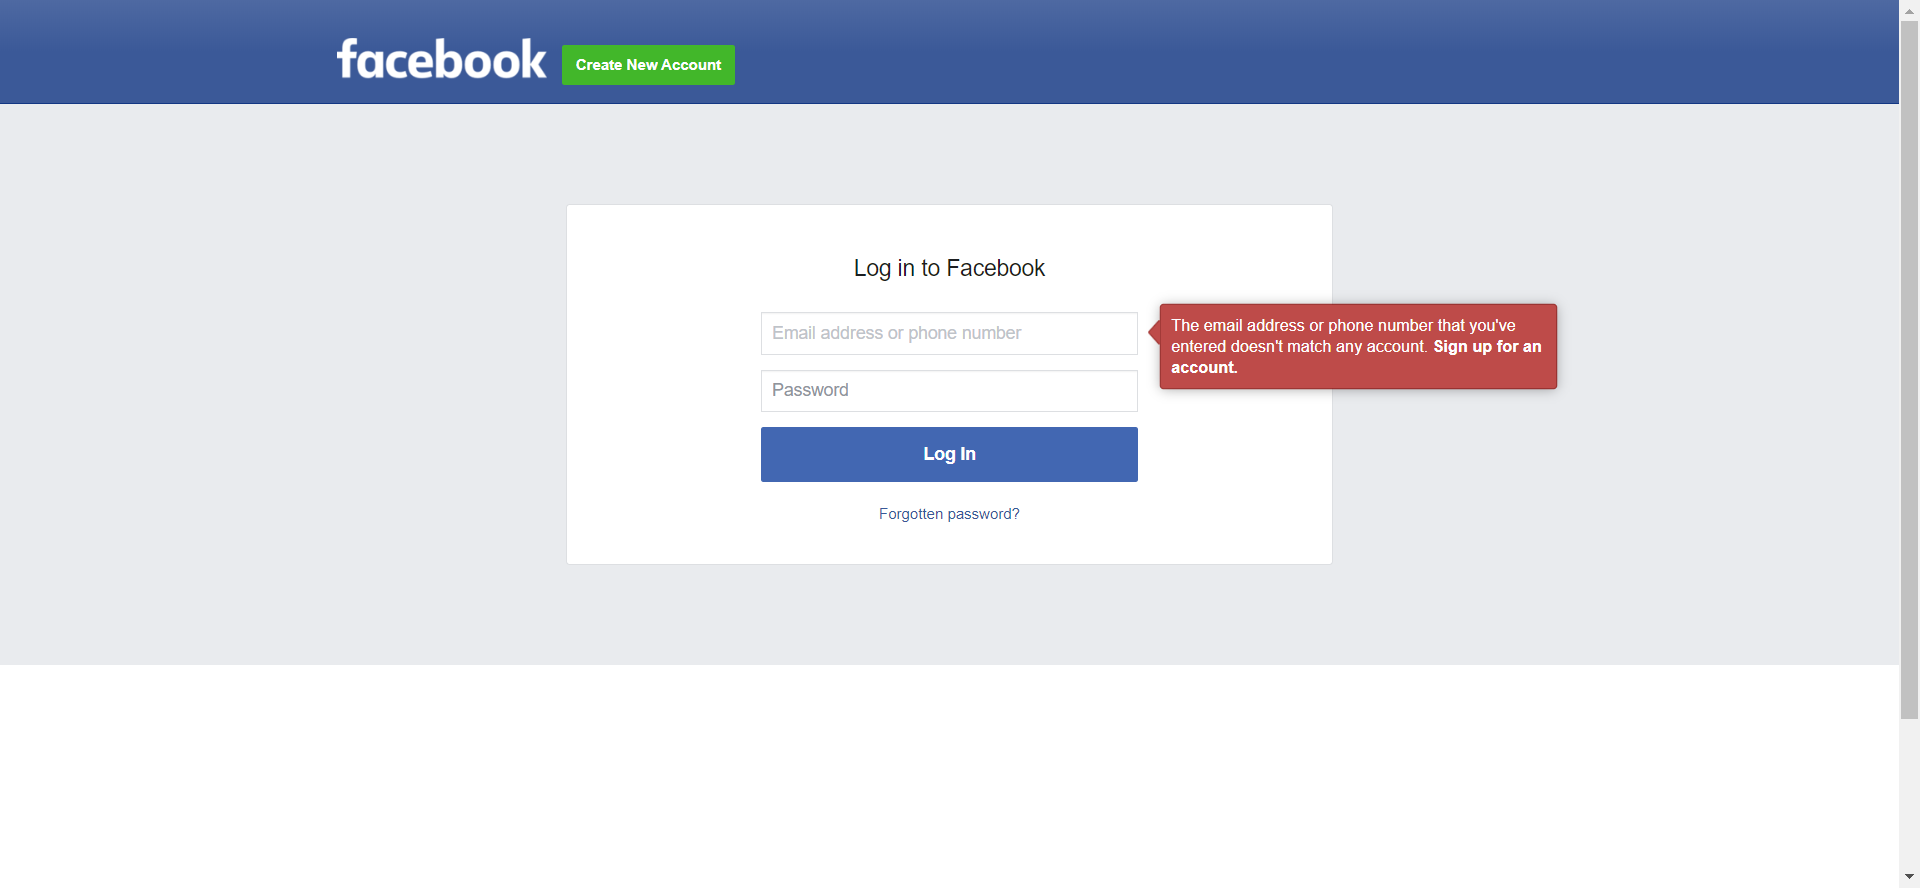 facebook
Create New Account
Log in to Facebook
Email address or phone number
The email address or phone number that you've
entered doesn't match any account. Sign up for an
account.
Password
Log In
Forgotten password?